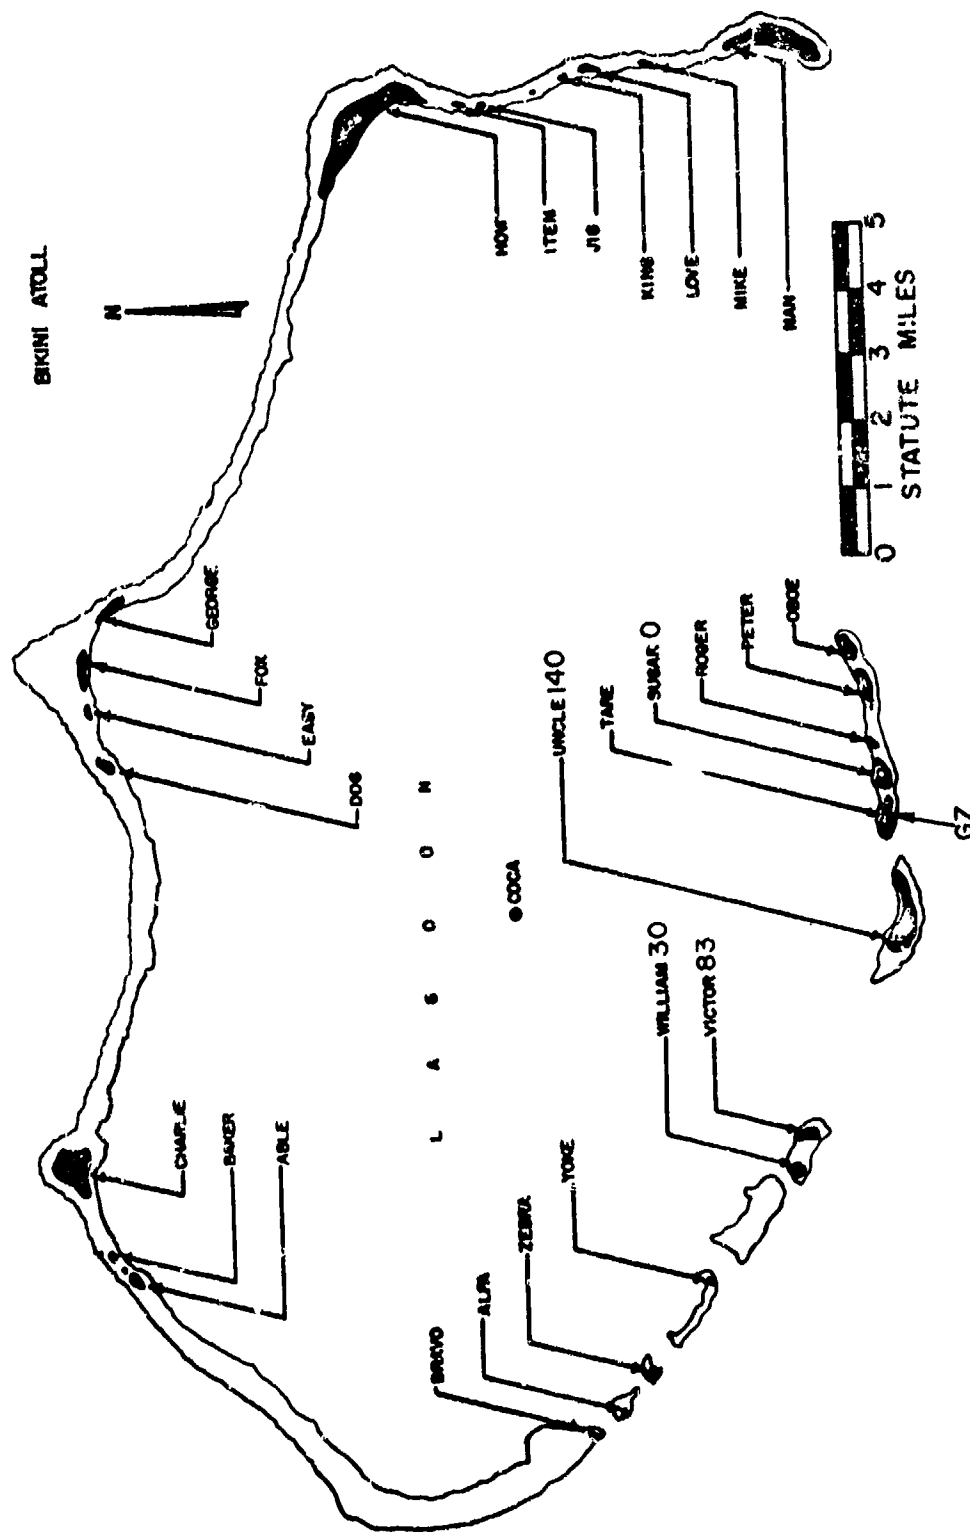 BIKINI ATOLL
N
HOW
ITEM
JIG
KING
LOVE
MIKE
NAN
GEORGE
FOX
EASY
DOG
CHARLIE
BAKER
ABLE
LAGOON
COCA
BRAVO
ALFA
ZEBRA
YOKE
WILLIAM 30
VICTOR 83
UNCLE 140
TARE
SUGAR 0
ROGER
PETER
OBOE
GZ
0 1 2 3 4 5
STATUTE MILES